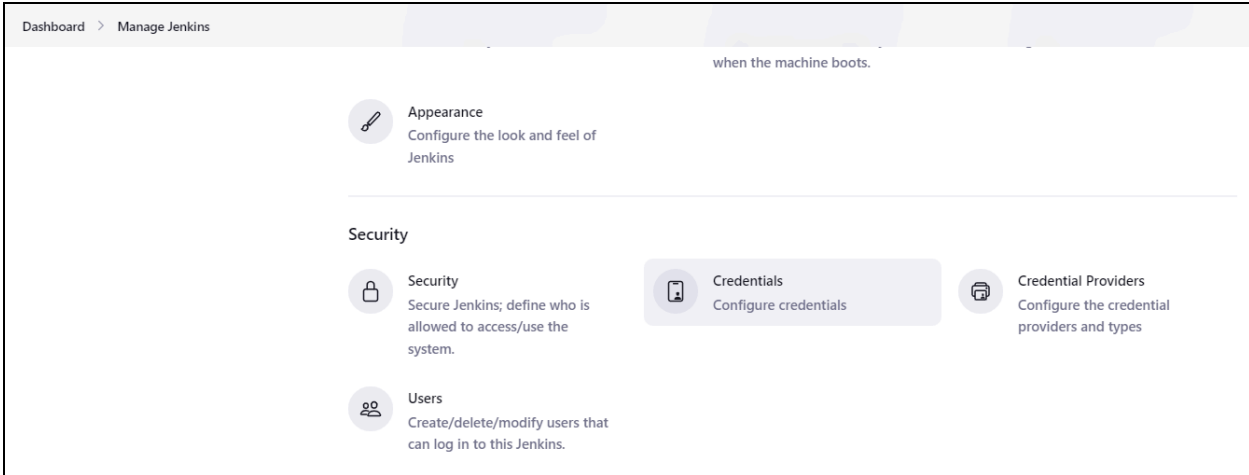 Dashboard > Manage Jenkins
when the machine boots.
Appearance
Configure the look and feel of
Jenkins
Security
Security
Secure Jenkins; define who is
allowed to access/use the
system.
Credentials
Configure credentials
Credential Providers
Configure the credential
providers and types
Users
Create/delete/modify users that
can log in to this Jenkins.